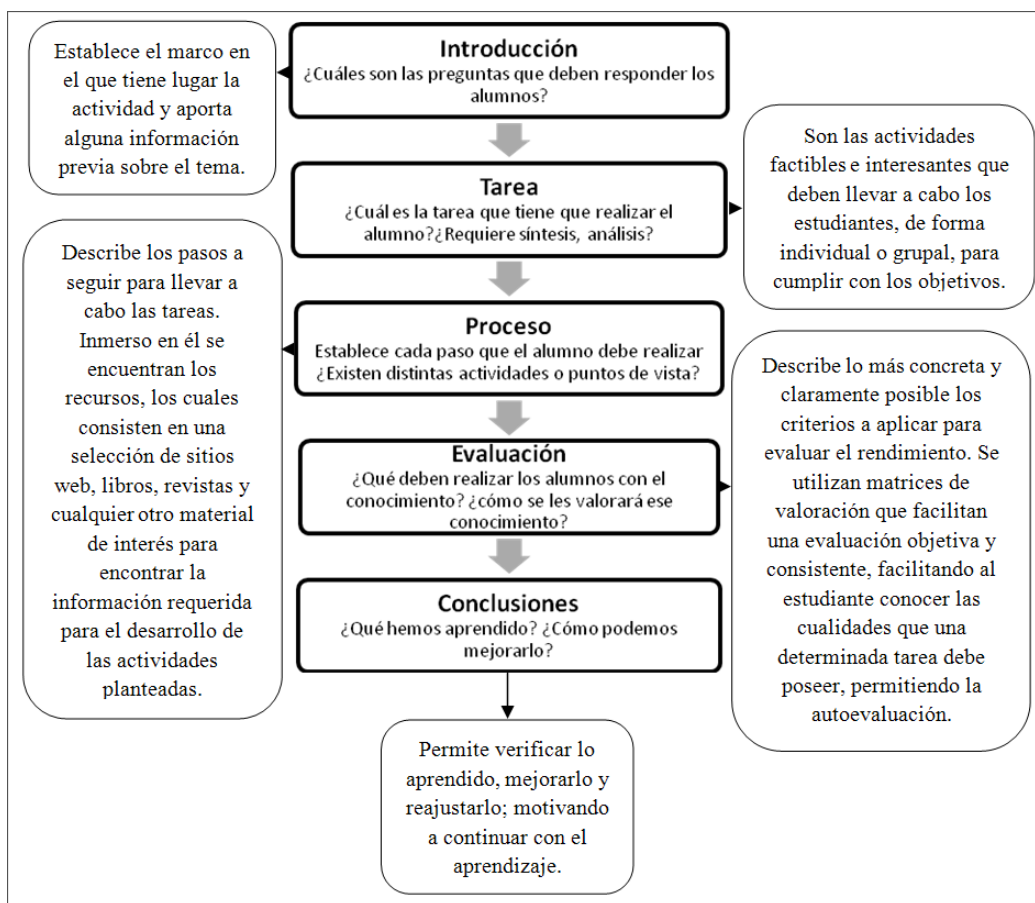 Introducción
¿Cuáles son las preguntas que deben responder los
alumnos?
Establece el marco en
el que tiene lugar la
actividad y aporta
alguna información
previa sobre el tema.
Tarea
¿Cuál es la tarea que tiene que realizar el
alumno?¿Requiere síntesis, análisis?
Son las actividades
factibles e interesantes que
deben llevar a cabo los
estudiantes, de forma
individual o grupal, para
cumplir con los objetivos.
Proceso
Establece cada paso que el alumno debe realizar
¿Existen distintas actividades o puntos de vista?
Describe los pasos a
seguir para llevar a
cabo las tareas.
Inmerso en él se
encuentran los
recursos, los cuales
consisten en una
selección de sitios
web, libros, revistas y
cualquier otro material
de interés para
encontrar la
información requerida
para el desarrollo de
las actividades
planteadas.
Evaluación
¿Qué deben realizar los alumnos con el
conocimiento? ¿cómo se les valorará ese
conocimiento?
Describe lo más concreta y
claramente posible los
criterios a aplicar para
evaluar el rendimiento. Se
utilizan matrices de
valoración que facilitan
una evaluación objetiva y
consistente, facilitando al
estudiante conocer las
cualidades que una
determinada tarea debe
poseer, permitiendo la
autoevaluación.
Conclusiones
¿Qué hemos aprendido? ¿Cómo podemos
mejorarlo?
Permite verificar lo
aprendido, mejorarlo y
reajustarlo; motivando
a continuar con el
aprendizaje.